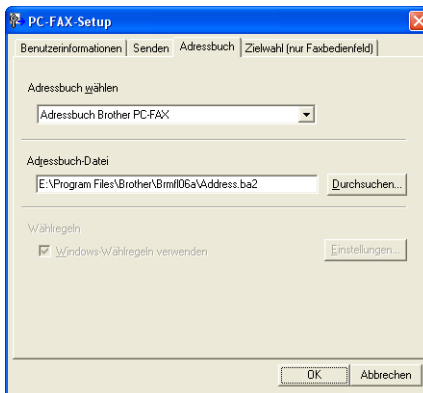 PC-FAX-Setup
Benutzerinformationen Senden Adressbuch Zielwahl (nur Faxbedienfeld)
Adressbuch wählen
Adressbuch Brother PC-FAX
Adressbuch-Datei
E:\Program Files\Brother\Brmfl06a\Address.ba2 Durchsuchen...
Wählregeln
Windows-Wählregeln verwenden Einstellungen...
OK Abbrechen